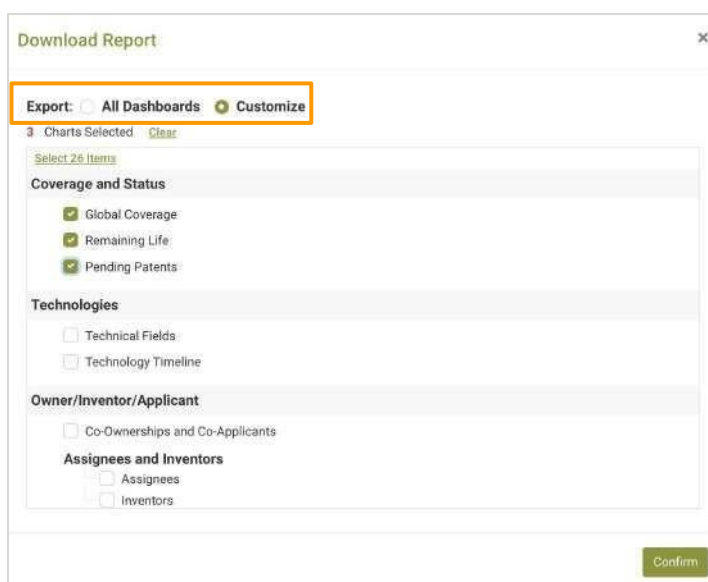 Download Report
×
Export: All Dashboards Customize
3 Charts Selected Clear
Select 26 Items
Coverage and Status
Global Coverage
Remaining Life
Pending Patents
Technologies
Technical Fields
Technology Timeline
Owner/Inventor/Applicant
Co-Ownerships and Co-Applicants
Assignees and Inventors
Assignees
Inventors
Confirm